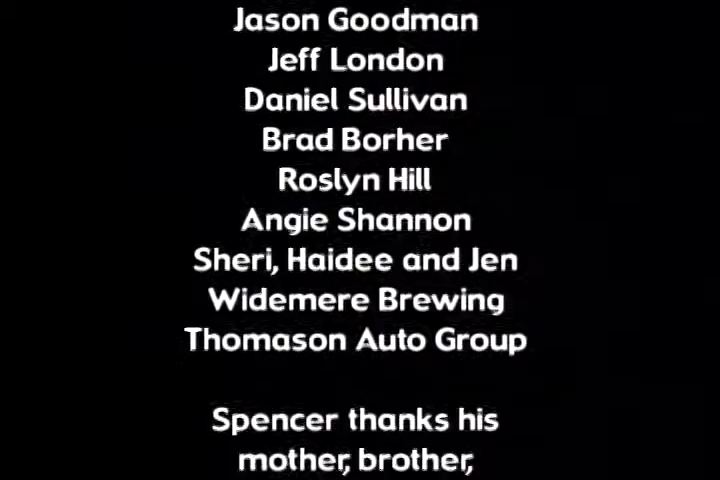 Jason Goodman
Jeff London
Daniel Sullivan
Brad Borher
Roslyn Hill
Angie Shannon
Sheri, Haidee and Jen
Widemere Brewing
Thomason Auto Group
Spencer thanks his
mother, brother,